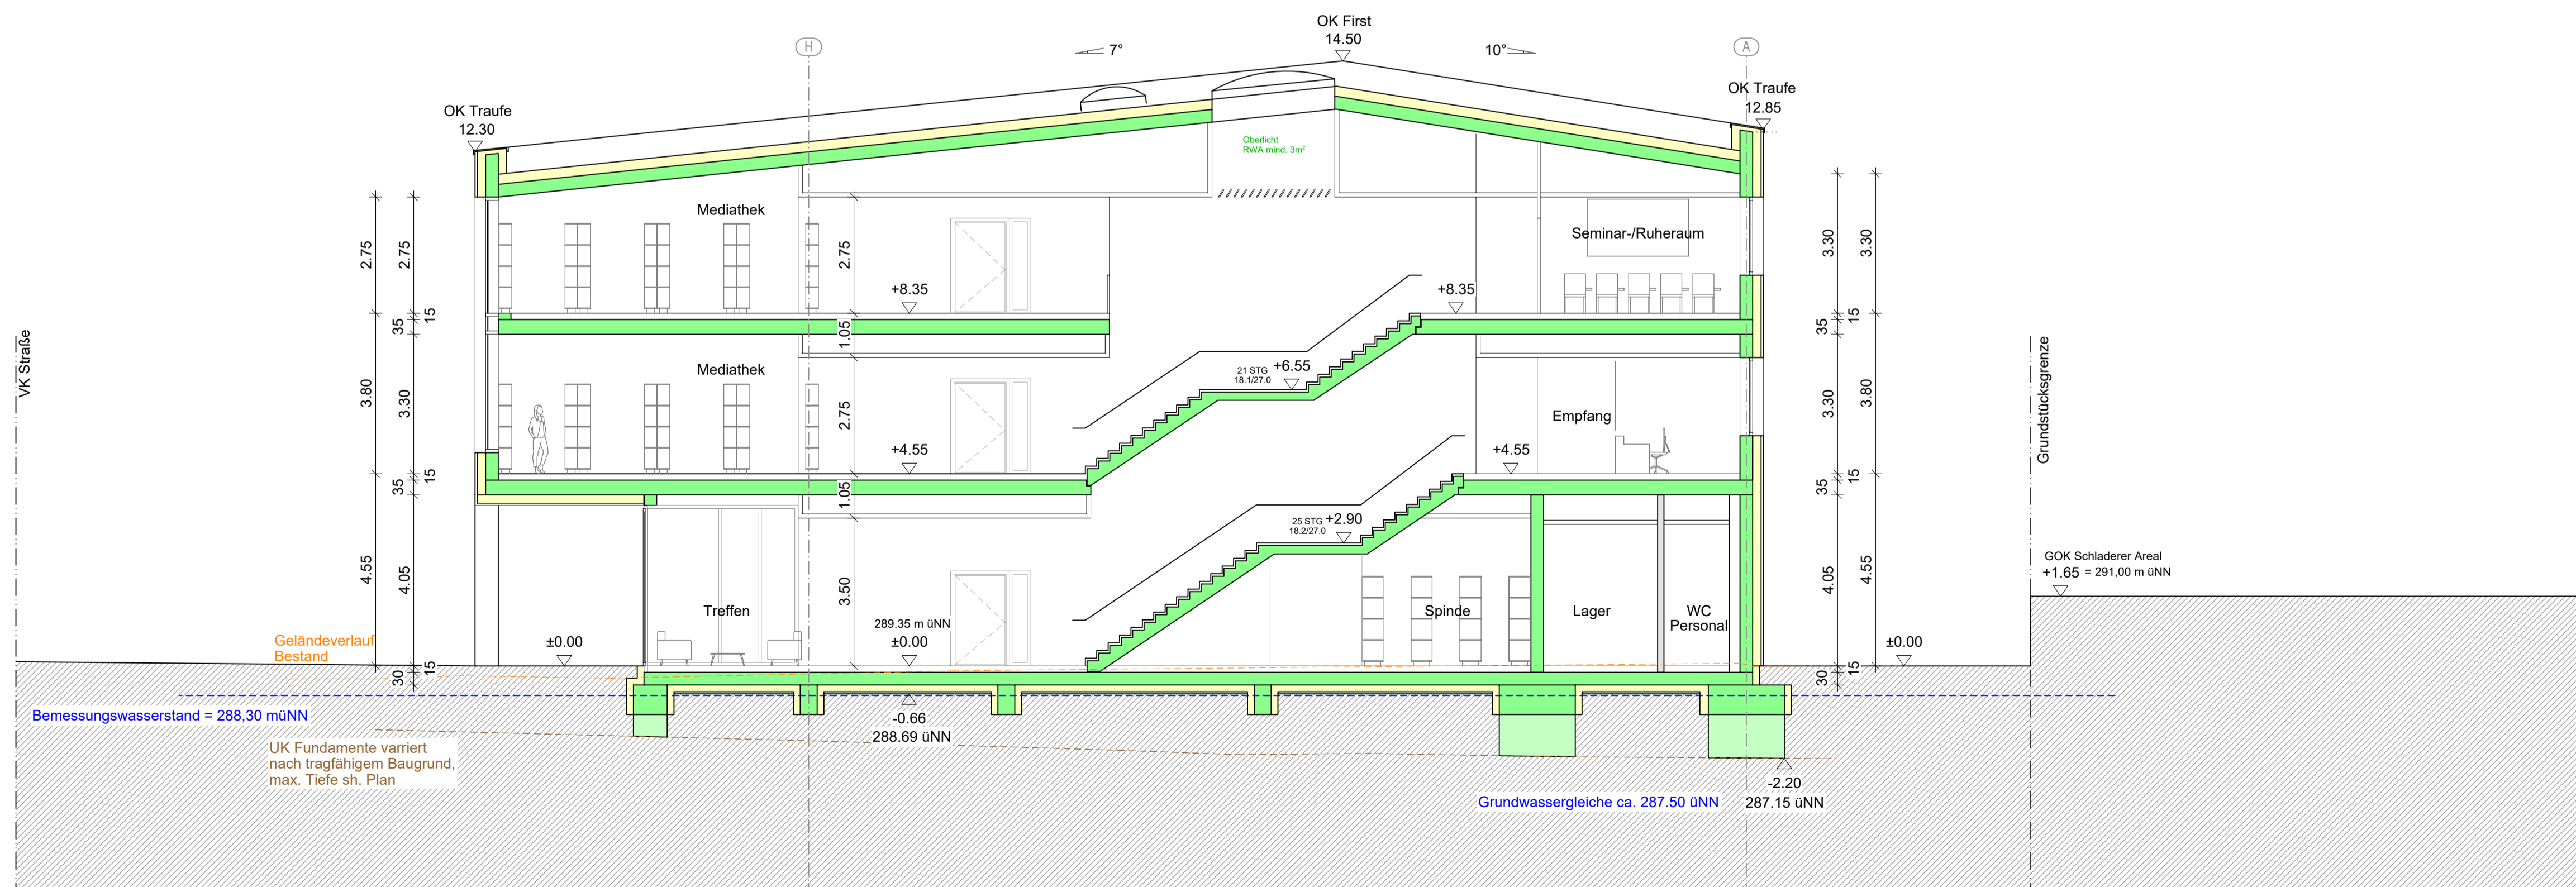 OK First
14.50
H
7°
10°
A
OK Traufe
12.30
OK Traufe
12.85
Oberlicht
RWA mind. 3m²
Mediathek
Seminar-/Ruheraum
2.75
2.75
2.75
3.30
3.30
+8.35
+8.35
15
35
1.05
15
35
VK Straße
Grundstücksgrenze
Mediathek
21 STG
18.1/27.0
+6.55
3.80
3.30
2.75
Empfang
3.30
3.80
+4.55
+4.55
15
35
1.05
15
35
25 STG
18.2/27.0
+2.90
4.55
4.05
3.50
4.05
4.55
GOK Schladerer Areal
+1.65 = 291,00 m üNN
Treffen
Spinde
Lager
WC
Personal
289.35 m üNN
±0.00
±0.00
±0.00
Geländeverlauf
Bestand
15
30
15
30
Bemessungswasserstand = 288,30 müNN
-0.66
288.69 üNN
UK Fundamente varriert
nach tragfähigem Baugrund,
max. Tiefe sh. Plan
-2.20
287.15 üNN
Grundwassergleiche ca. 287.50 üNN